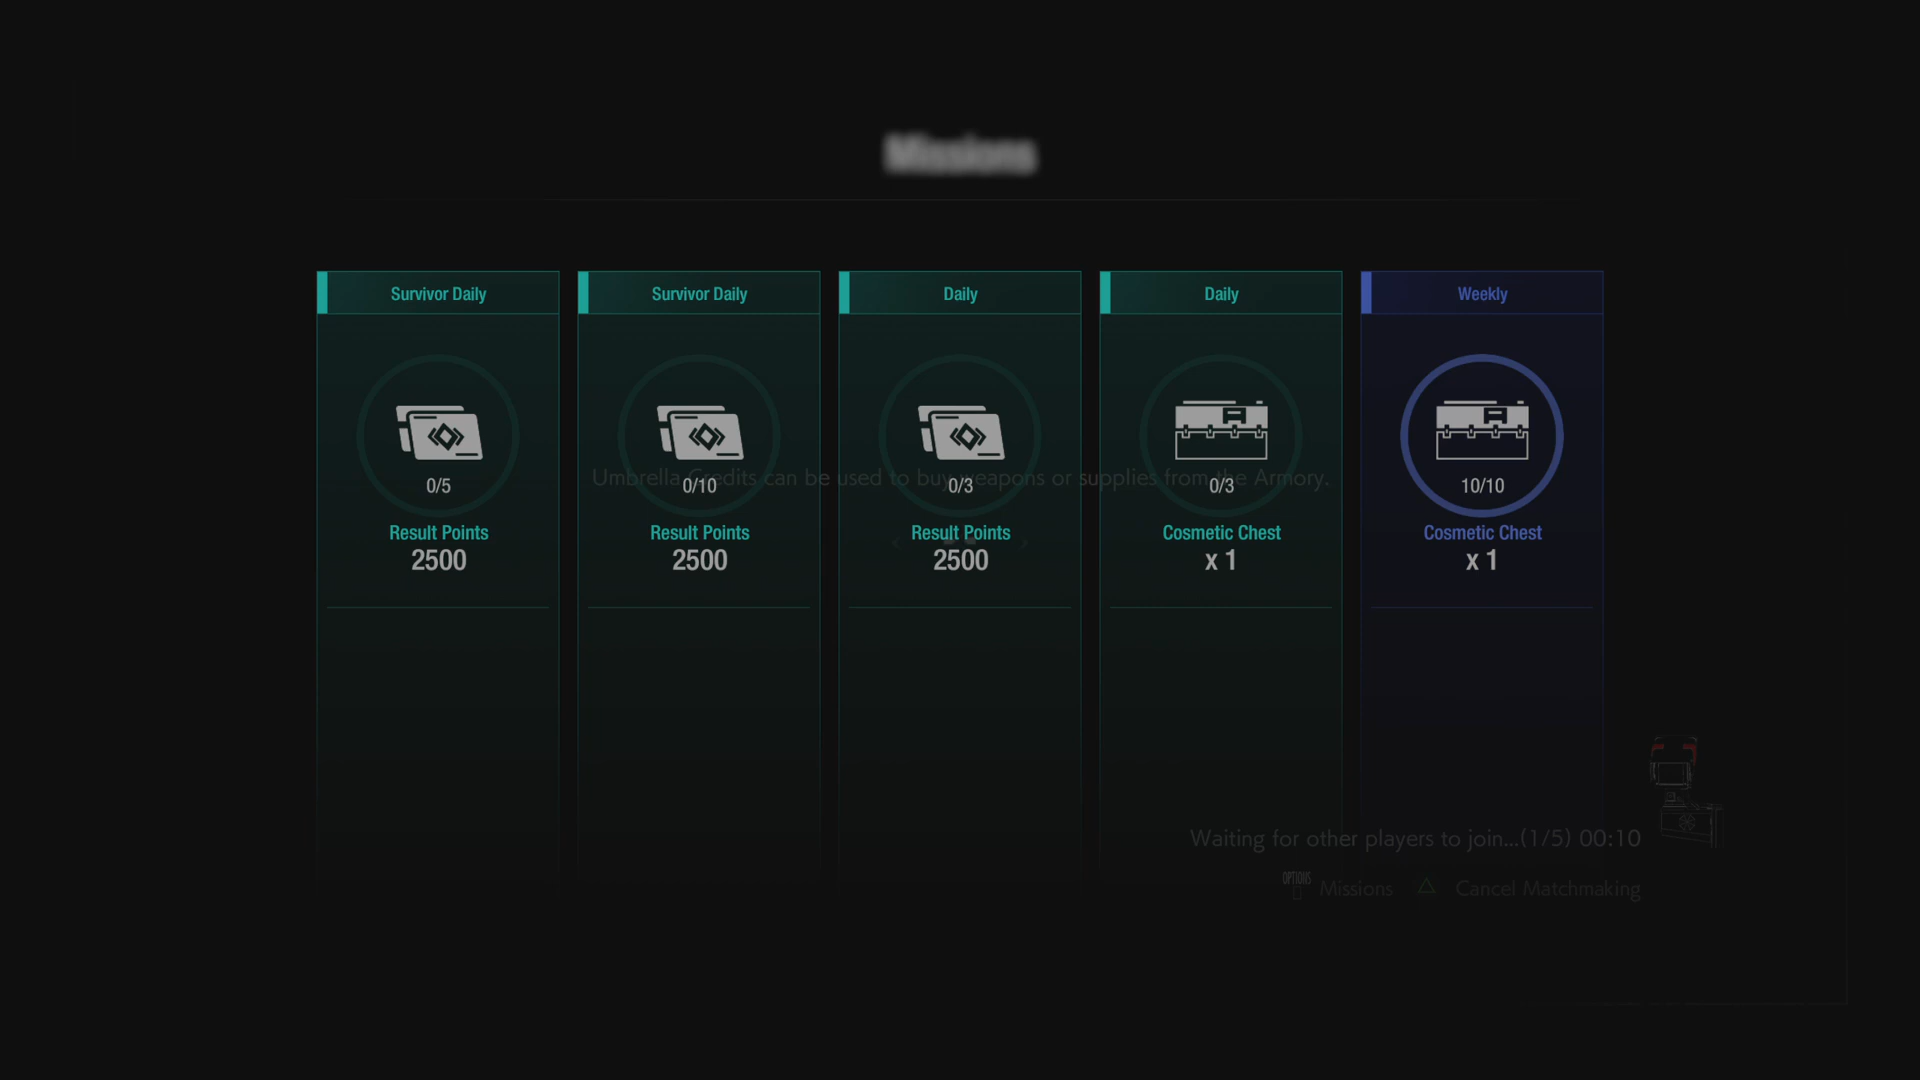 Missions
Survivor Daily
Survivor Daily
Daily
Daily
Weekly
Umbrella Credits can be used to buy weapons or supplies from the Armory.
0/5
0/10
0/3
0/3
10/10
Result Points
Result Points
Result Points
Cosmetic Chest
Cosmetic Chest
2500
2500
2500
x 1
x 1
Waiting for other players to join...(1/5) 00:10
OPTIONS Missions Cancel Matchmaking